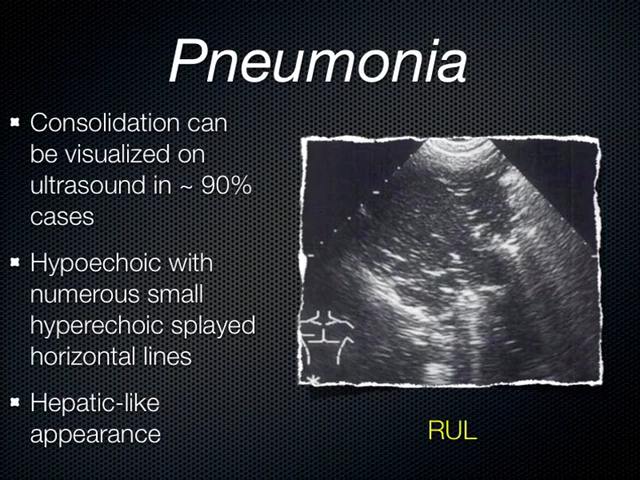 Pneumonia
Consolidation can
be visualized on
ultrasound in ~ 90%
cases
Hypoechoic with
numerous small
hyperechoic splayed
horizontal lines
Hepatic-like
appearance
RUL